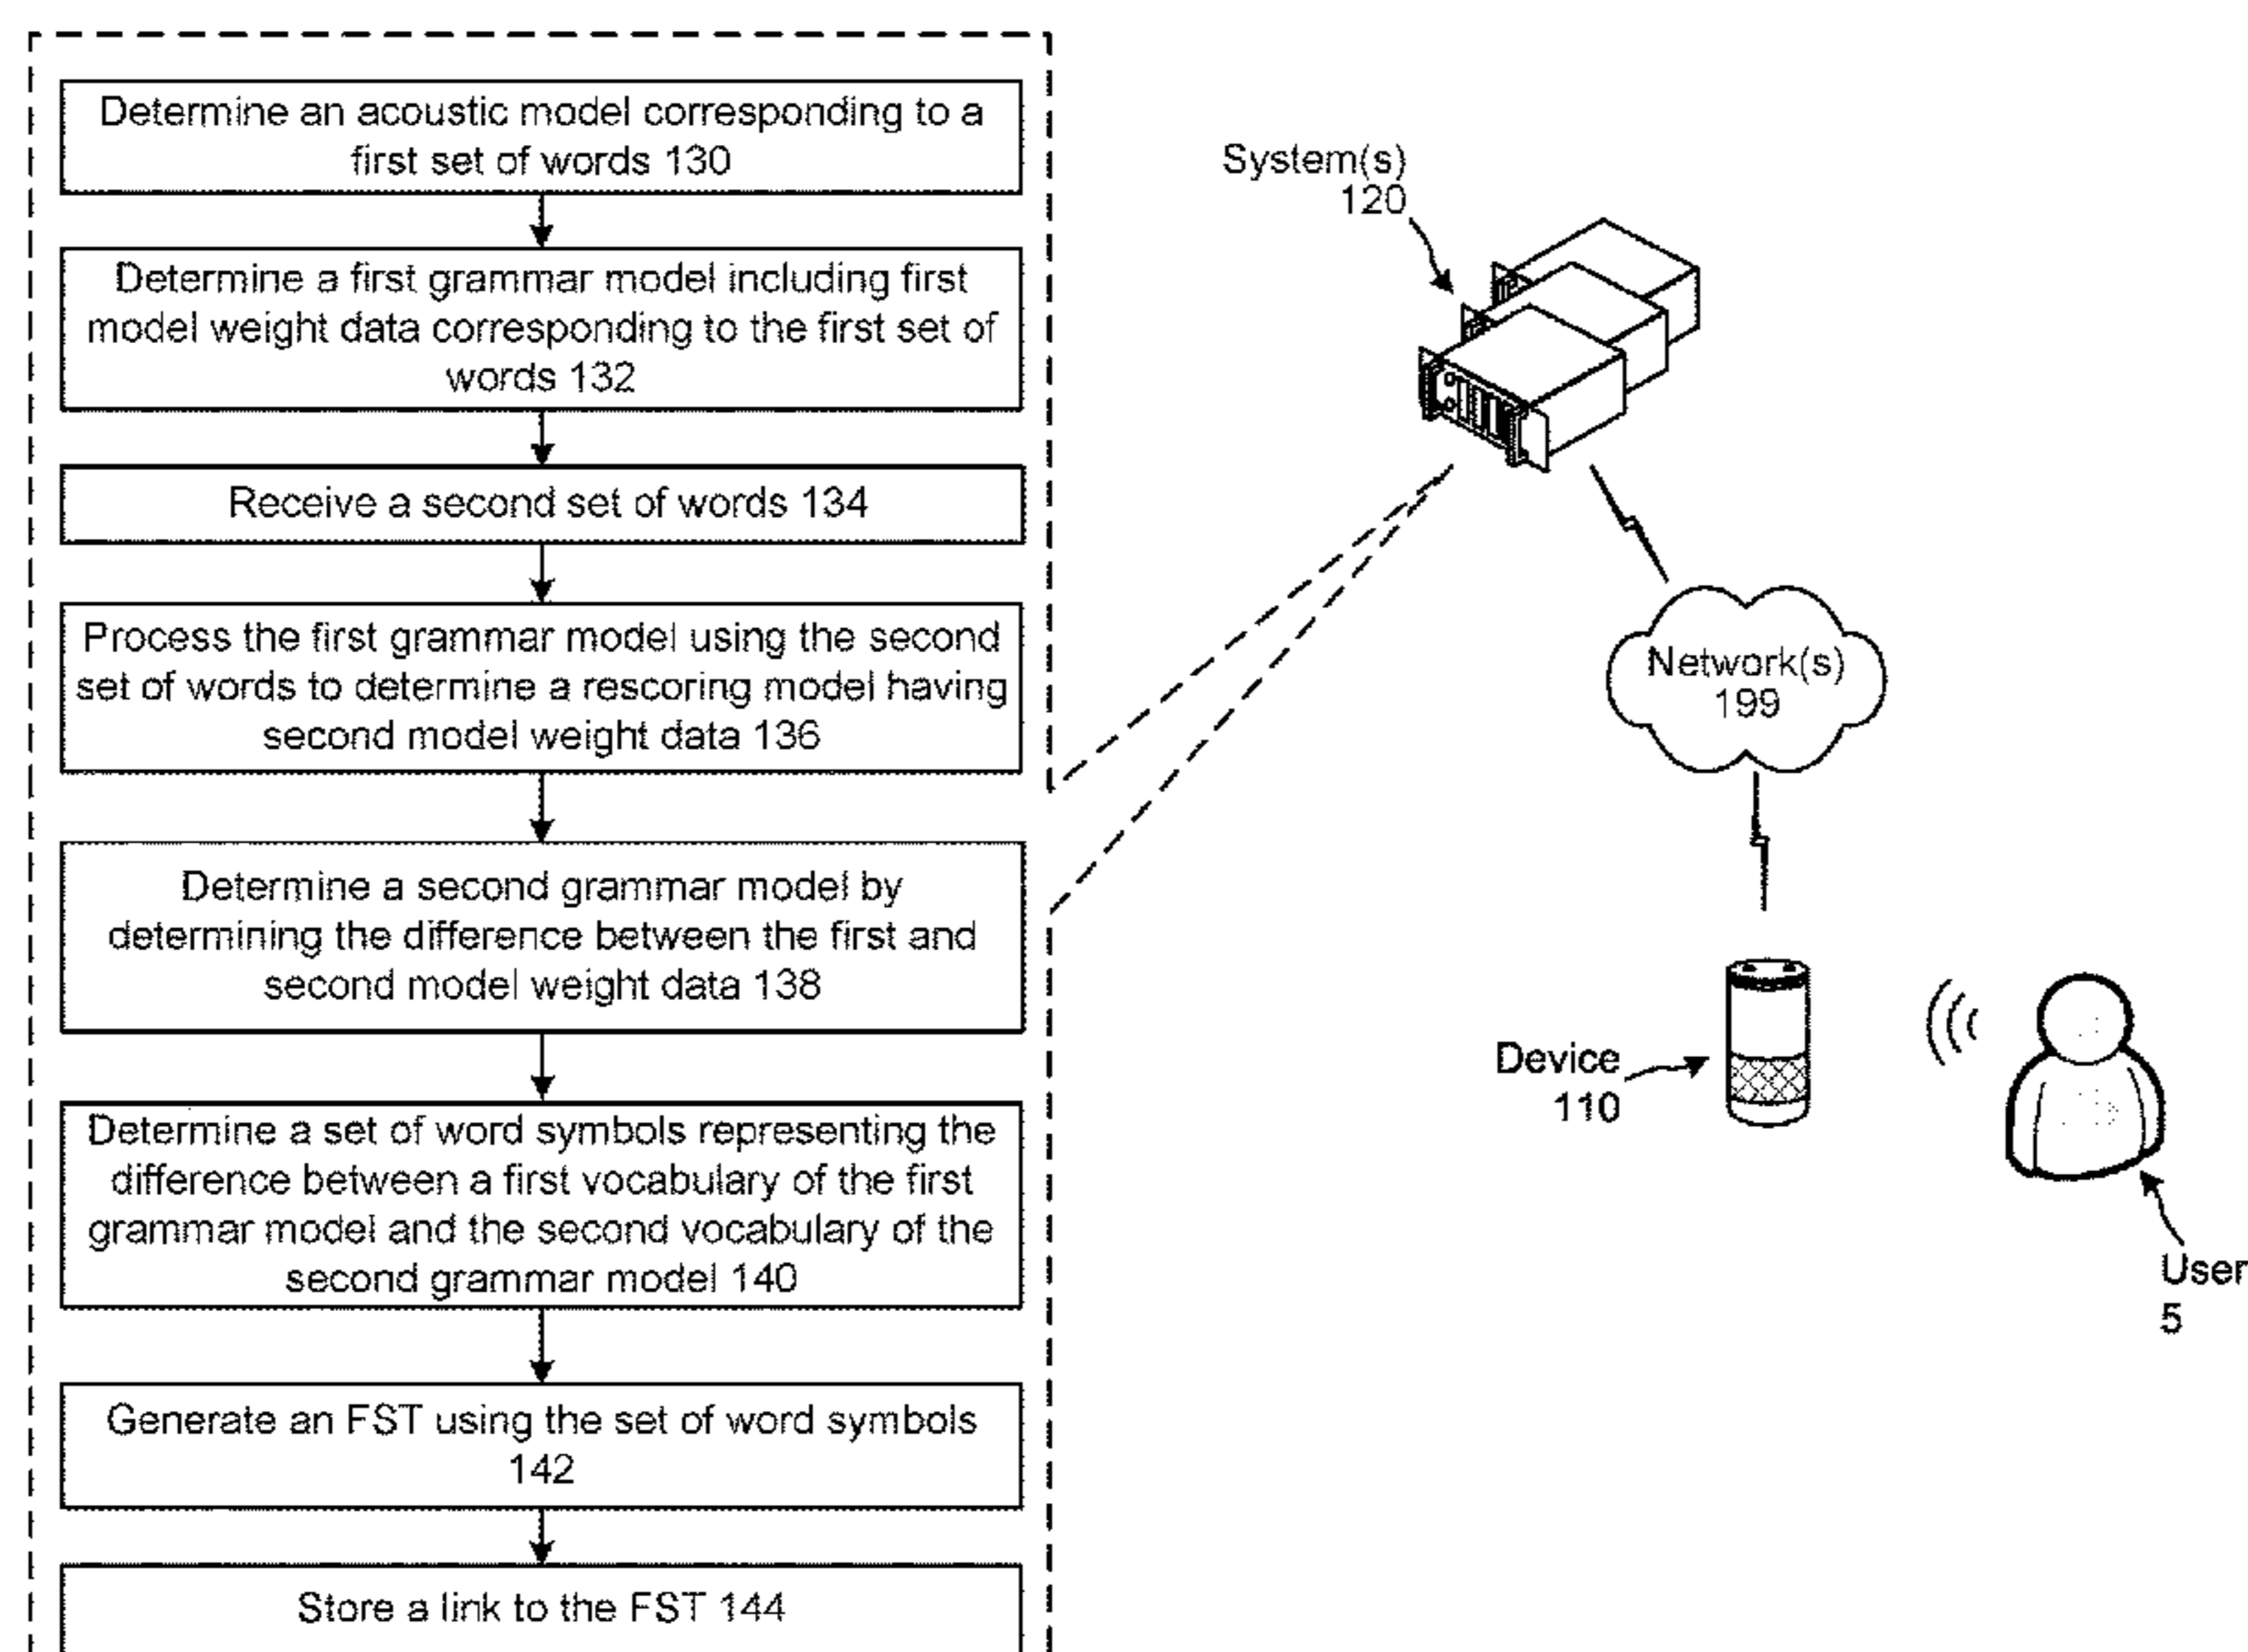 Determine an acoustic model corresponding to a
first set of words 130
Determine a first grammar model including first
model weight data corresponding to the first set of
words 132
Receive a second set of words 134
Process the first grammar model using the second
set of words to determine a rescoring model having
second model weight data 136
Determine a second grammar model by
determining the difference between the first and
second model weight data 138
Determine a set of word symbols representing the
difference between a first vocabulary of the first
grammar model and the second vocabulary of the
second grammar model 140
Generate an FST using the set of word symbols
142
Store a link to the FST 144
System(s)
120
Network(s)
199
Device
110
User
5